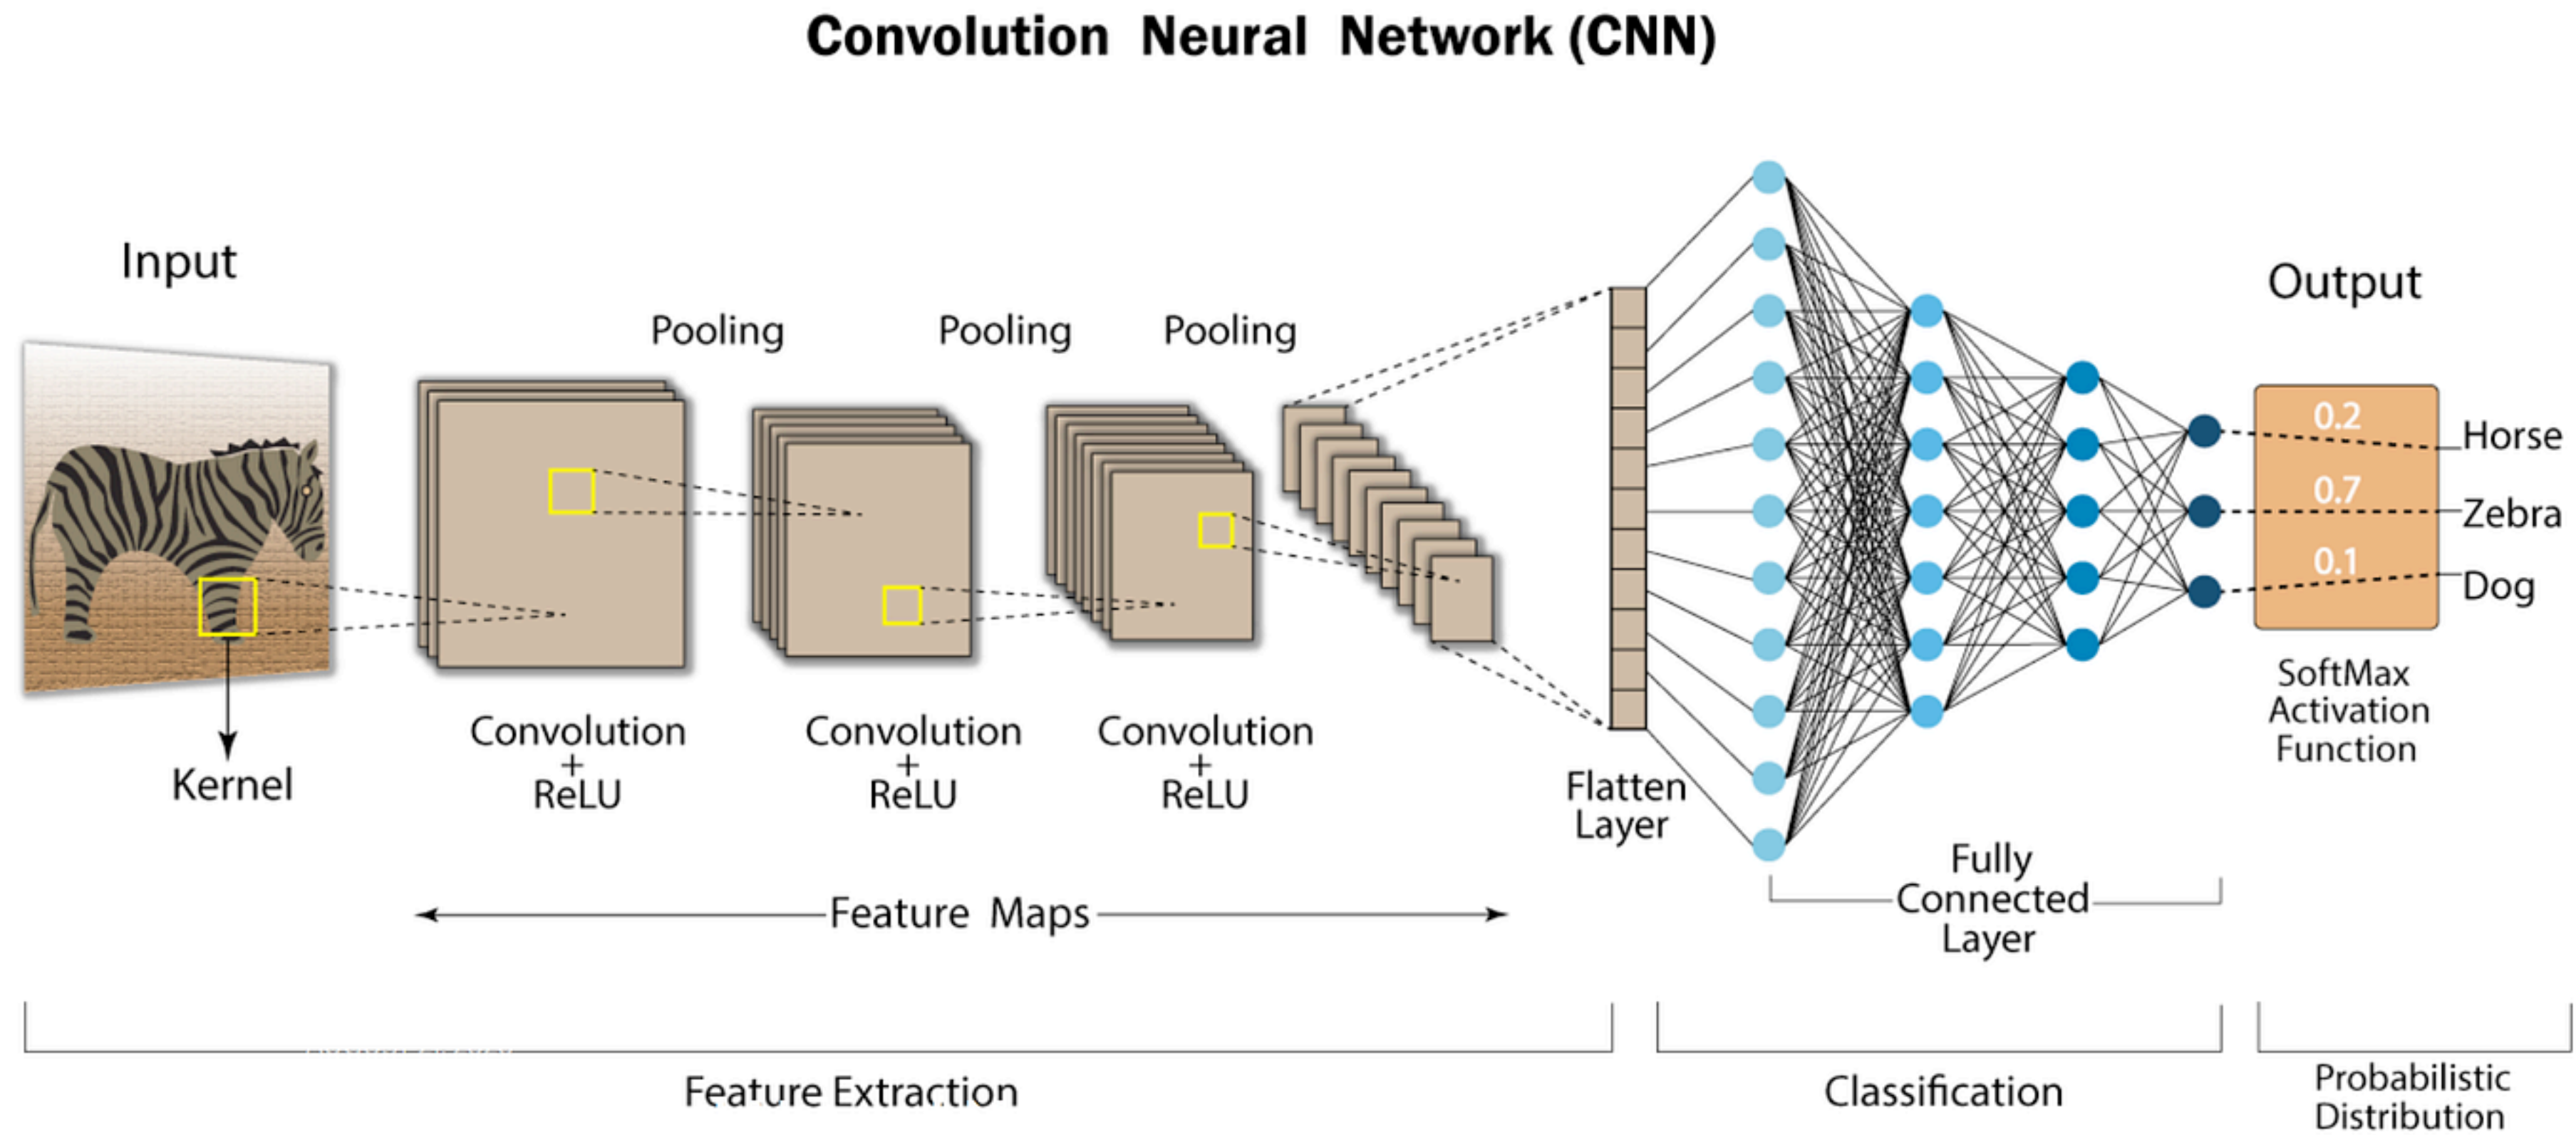 Convolution Neural Network (CNN)
Input
Output
Pooling
Pooling
Pooling
0.2
Horse
0.7
Zebra
0.1
Dog
SoftMax
Activation
Function
Convolution
+
ReLU
Convolution
+
ReLU
Convolution
+
ReLU
Kernel
Flatten
Layer
Fully
Connected
Layer
Feature Maps
Feature Extraction
Classification
Probabilistic
Distribution